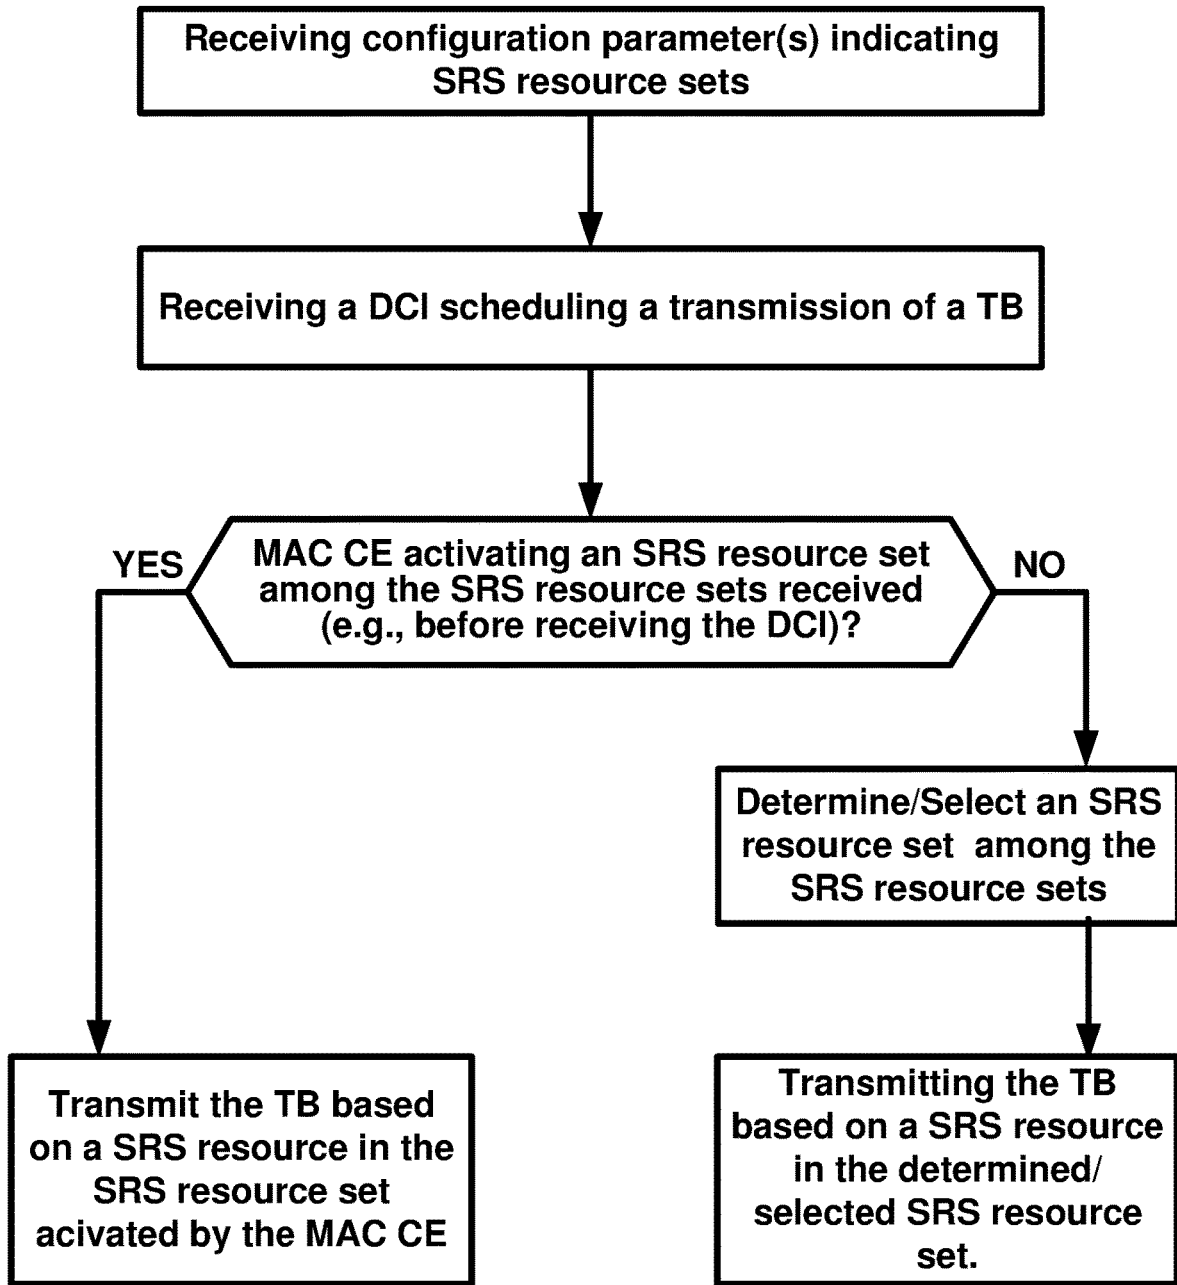 Receiving configuration parameter(s) indicating
SRS resource sets
Receiving a DCI scheduling a transmission of a TB
MAC CE activating an SRS resource set
among the SRS resource sets received
(e.g., before receiving the DCI)?
YES
NO
Determine/Select an SRS
resource set among the
SRS resource sets
Transmit the TB based
on a SRS resource in the
SRS resource set
acivated by the MAC CE
Transmitting the TB
based on a SRS resource
in the determined/
selected SRS resource
set.